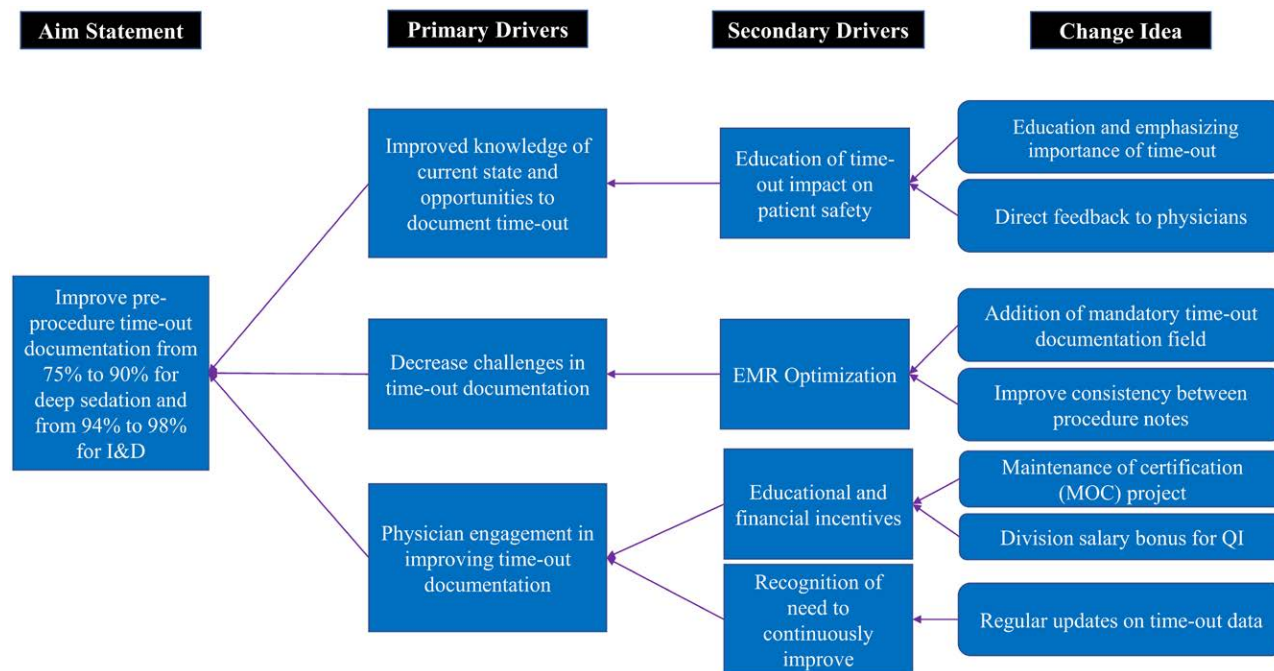 Aim Statement
Primary Drivers
Secondary Drivers
Change Idea
Improve pre-
procedure time-out
documentation from
75% to 90% for
deep sedation and
from 94% to 98%
for I&D
Improved knowledge of
current state and
opportunities to
document time-out
Decrease challenges in
time-out documentation
Physician engagement in
improving time-out
documentation
Education of time-
out impact on
patient safety
EMR Optimization
Educational and
financial incentives
Recognition of
need to
continuously
improve
Education and emphasizing
importance of time-out
Direct feedback to physicians
Addition of mandatory time-out
documentation field
Improve consistency between
procedure notes
Maintenance of certification
(MOC) project
Division salary bonus for QI
Regular updates on time-out data